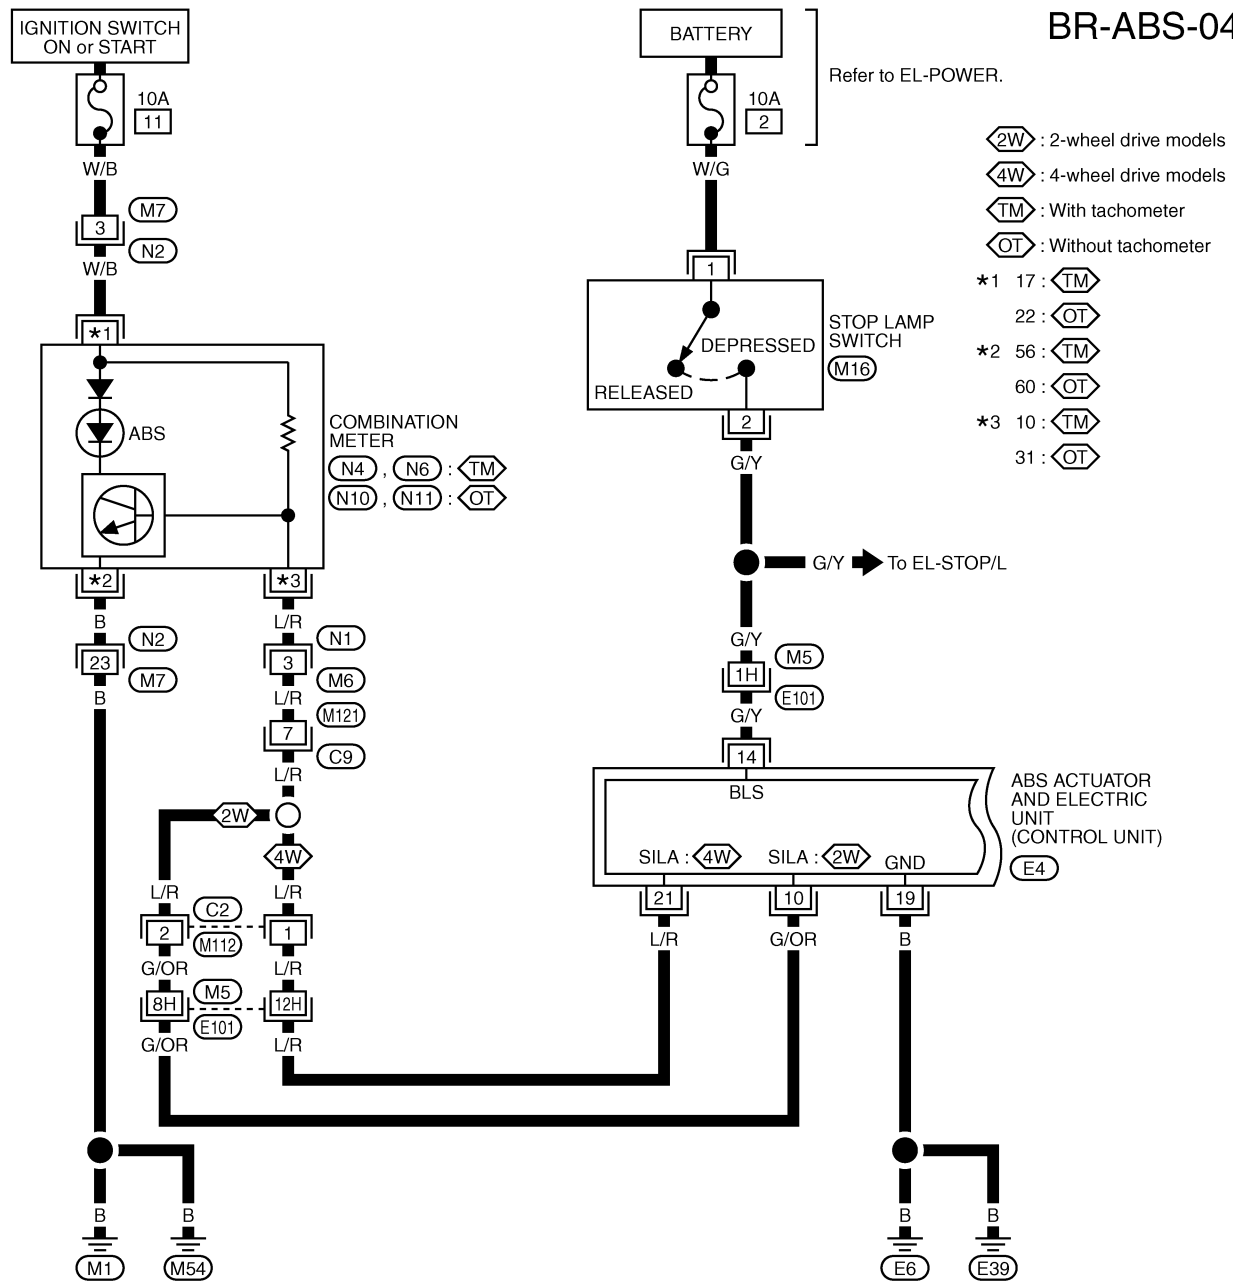 BR-ABS-04
IGNITION SWITCH
ON or START
BATTERY
Refer to EL-POWER.
10A
11
10A
2
2W : 2-wheel drive models
4W : 4-wheel drive models
TM : With tachometer
OT : Without tachometer
*1 17 : TM
22 : OT
*2 56 : TM
60 : OT
*3 10 : TM
31 : OT
W/B
3
M7
N2
W/B
*1
ABS
COMBINATION
METER
N4 , N6 : TM
N10 , N11 : OT
*2
*3
B
23
N2
M7
B
L/R
3
N1
M6
L/R
7
M121
C9
L/R
2W
4W
L/R
L/R
2
C2
M112
1
G/OR
L/R
8H
M5
E101
12H
G/OR
L/R
B
B
M1
M54
W/G
1
DEPRESSED
RELEASED
STOP LAMP
SWITCH
M16
2
G/Y
G/Y
To EL-STOP/L
G/Y
1H
M5
E101
G/Y
14
BLS
ABS ACTUATOR
AND ELECTRIC
UNIT
(CONTROL UNIT)
E4
SILA : 4W
SILA : 2W
GND
21
10
19
L/R
G/OR
B
B
B
E6
E39